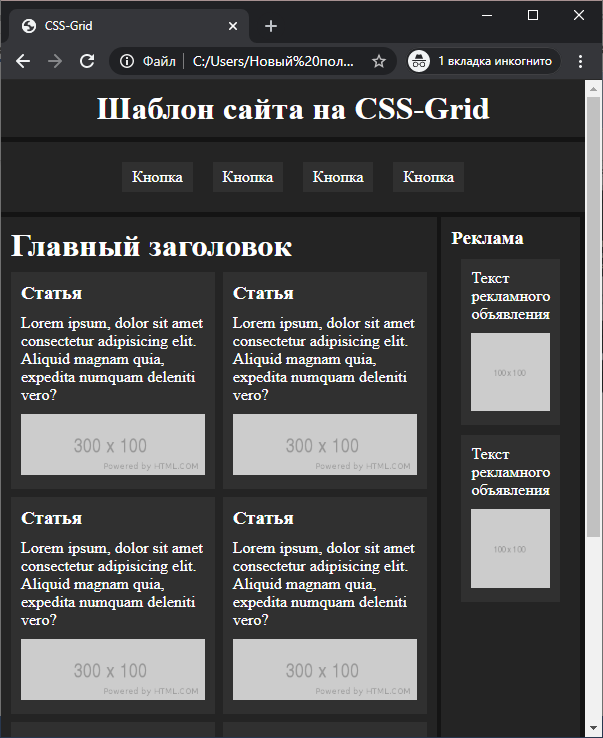 CSS-Grid
Файл
C:/Users/Новый%20пол...
1 вкладка инкогнито
Шаблон сайта на CSS-Grid
Кнопка
Кнопка
Кнопка
Кнопка
Главный заголовок
Статья
Lorem ipsum, dolor sit amet
consectetur adipisicing elit.
Aliquid magnam quia,
expedita numquam deleniti
vero?
300 x 100
Powered by HTML.COM
Статья
Lorem ipsum, dolor sit amet
consectetur adipisicing elit.
Aliquid magnam quia,
expedita numquam deleniti
vero?
300 x 100
Powered by HTML.COM
Статья
Lorem ipsum, dolor sit amet
consectetur adipisicing elit.
Aliquid magnam quia,
expedita numquam deleniti
vero?
300 x 100
Powered by HTML.COM
Статья
Lorem ipsum, dolor sit amet
consectetur adipisicing elit.
Aliquid magnam quia,
expedita numquam deleniti
vero?
300 x 100
Powered by HTML.COM
Реклама
Текст
рекламного
объявления
100 x 100
Текст
рекламного
объявления
100 x 100